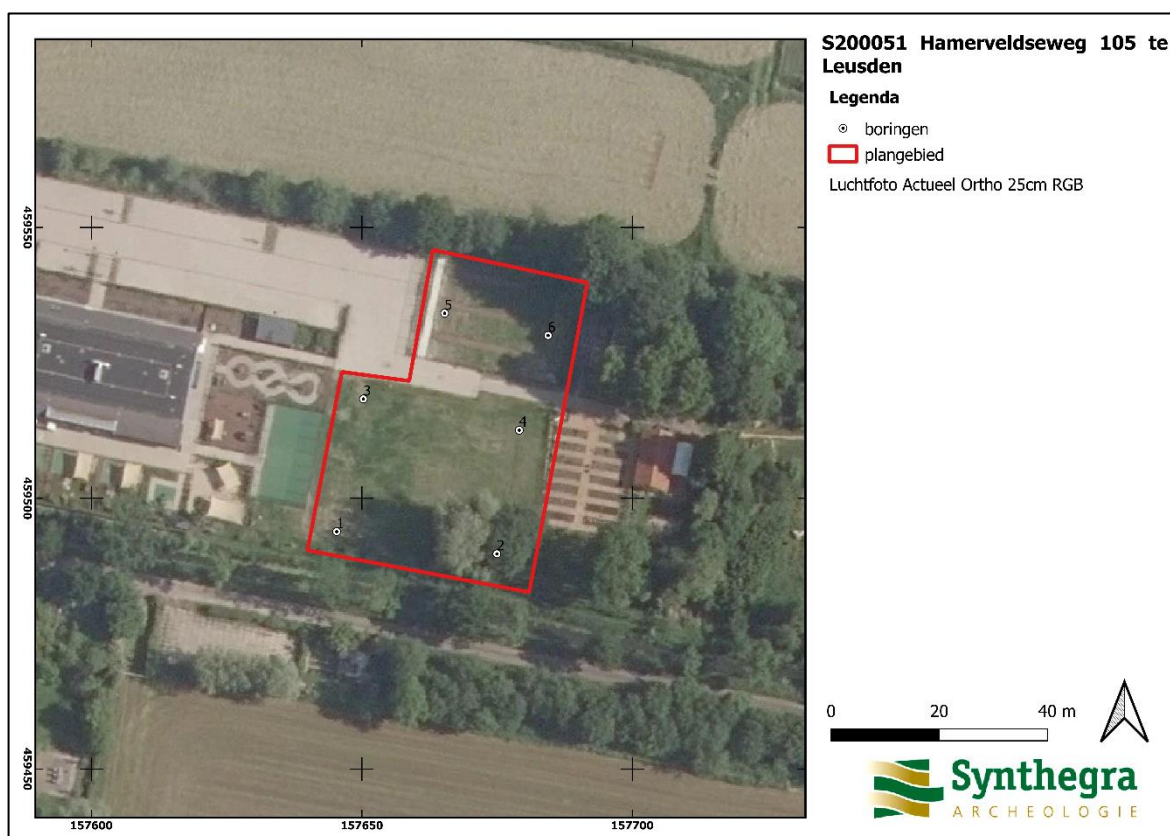 S200051 Hamerveldseweg 105 te
Leusden
Legenda
boringen
plangebied
Luchtfoto Actueel Ortho 25cm RGB
459550
5
6
3
4
459500
1
2
459450
157600
157650
157700
0
20
40 m
Synthegra
ARCHEOLOGIE